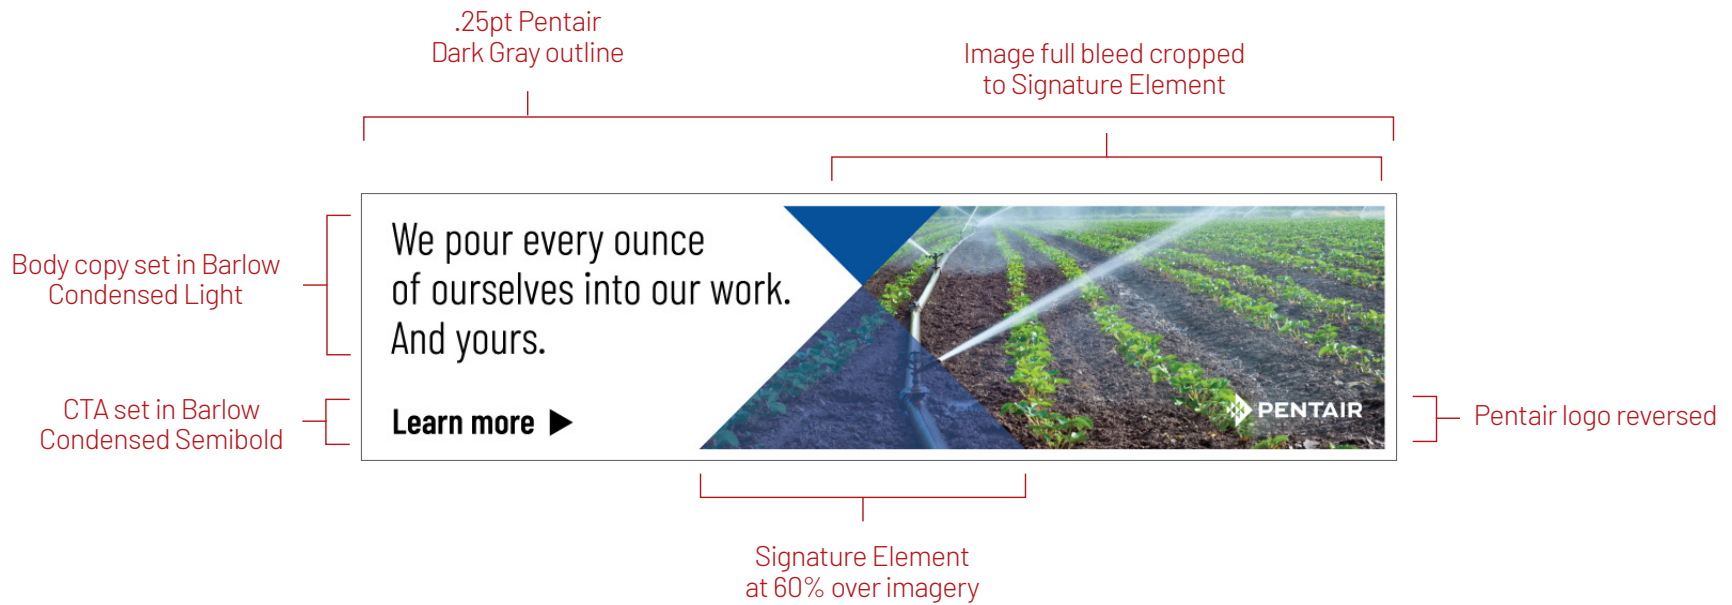 .25pt Pentair
Dark Gray outline
Image full bleed cropped
to Signature Element
Body copy set in Barlow
Condensed Light
We pour every ounce
of ourselves into our work.
And yours.
CTA set in Barlow
Condensed Semibold
Learn more
PENTAIR
Pentair logo reversed
Signature Element
at 60% over imagery